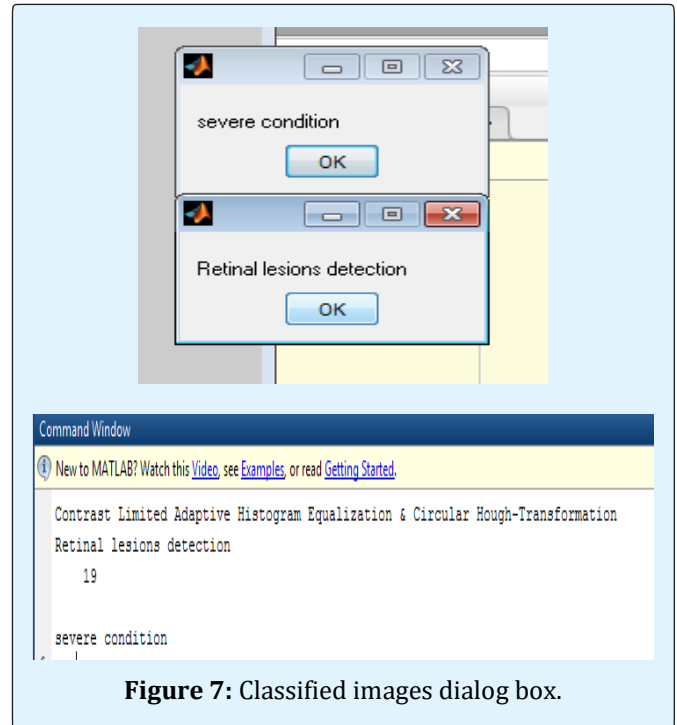 severe condition
OK
Retinal lesions detection
OK
Command Window
New to MATLAB? Watch this Video, see Examples, or read Getting Started.
Contrast Limited Adaptive Histogram Equalization & Circular Hough-Transformation
Retinal lesions detection
19
severe condition
Figure 7: Classified images dialog box.